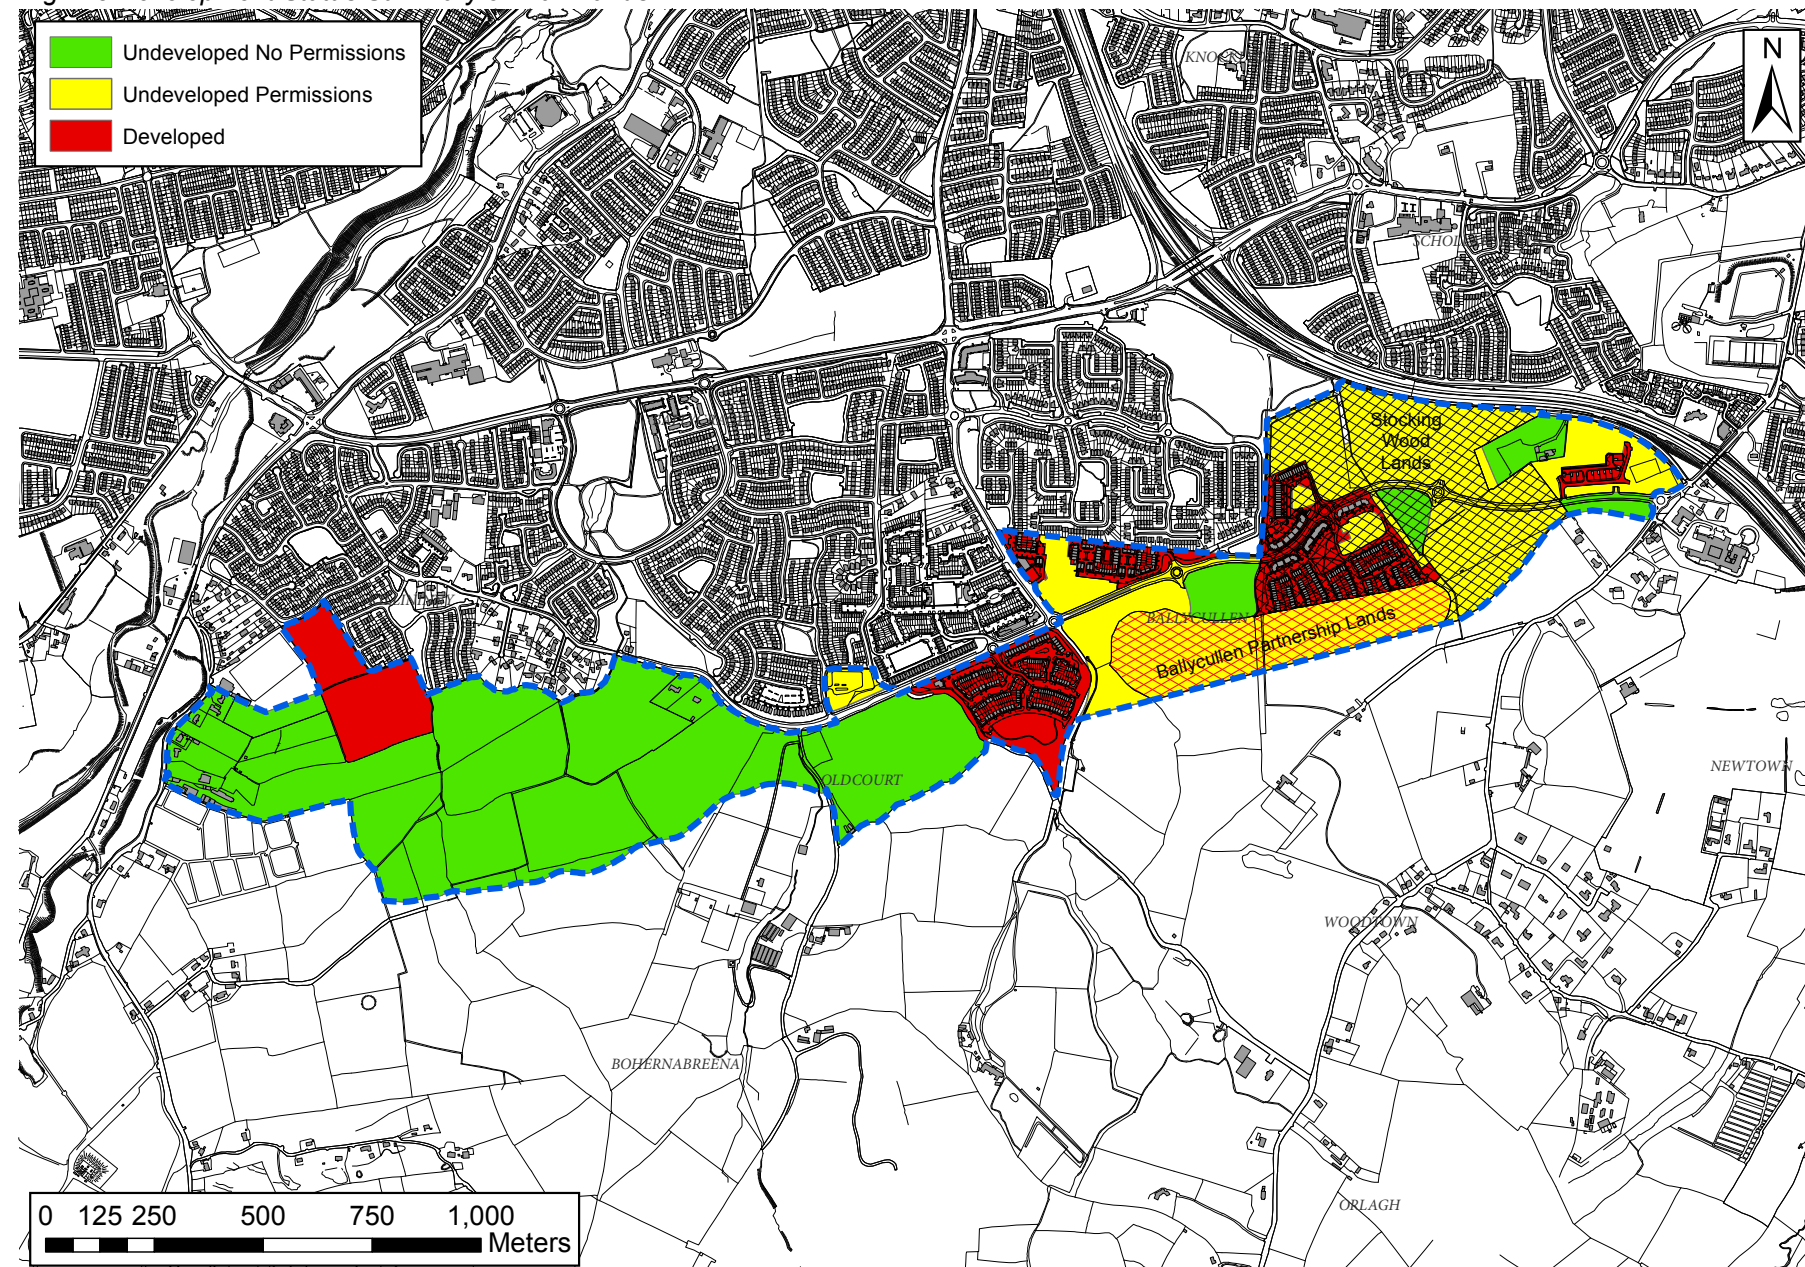 Undeveloped No Permissions
Undeveloped Permissions
Developed
N
Stocking
Wood
Lands
BALLYCULLEN
Ballycullen Partnership Lands
OLDCOURT
NEWTOWN
WOODTOWN
BOHERNABREENA
ORLAGH
0 125 250 500 750 1,000
Meters